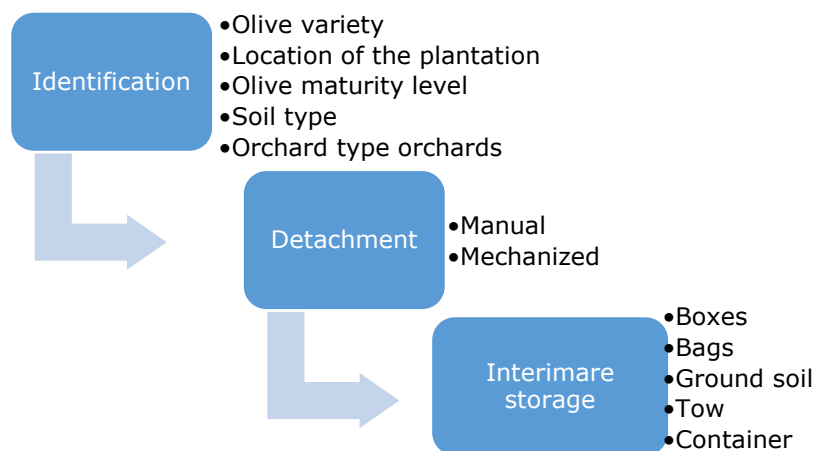 Identification
•Olive variety
•Location of the plantation
•Olive maturity level
•Soil type
•Orchard type orchards
Detachment
•Manual
•Mechanized
Interimare
storage
•Boxes
•Bags
•Ground soil
•Tow
•Container